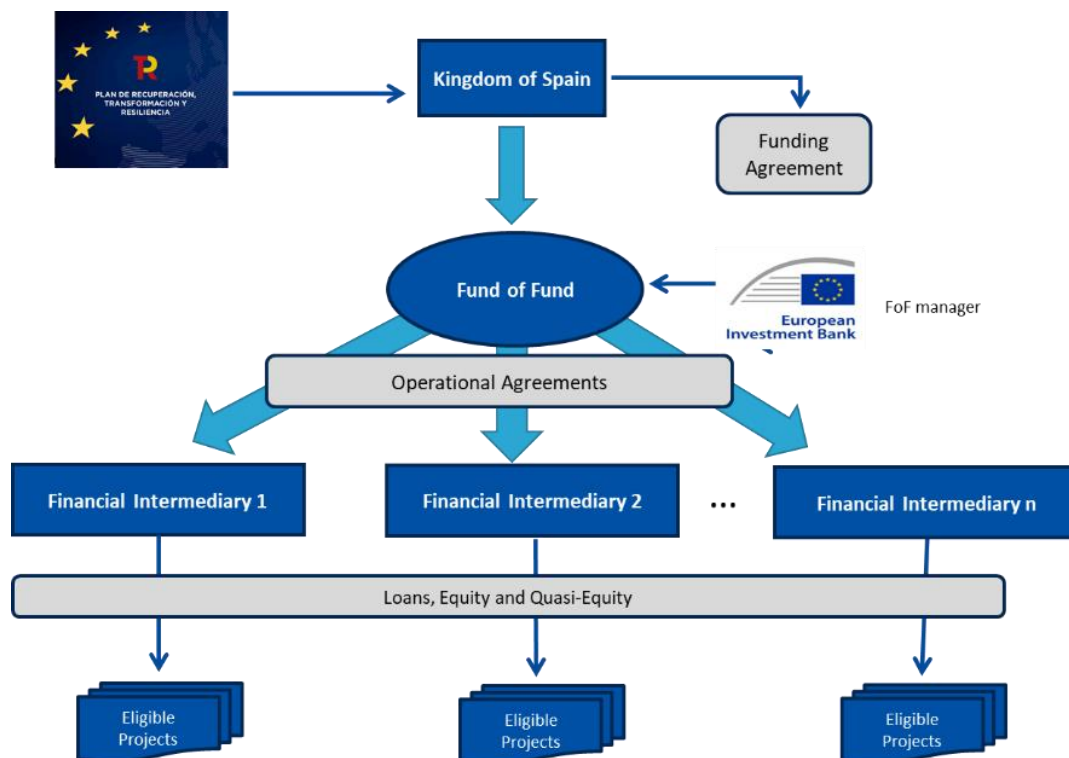 PLAN DE RECUPERACIÓN,
TRANSFORMACIÓN Y
RESILIENCIA
Kingdom of Spain
Funding
Agreement
Fund of Fund
European
Investment Bank
FoF manager
Operational Agreements
Financial Intermediary 1
Financial Intermediary 2
...
Financial Intermediary n
Loans, Equity and Quasi-Equity
Eligible
Projects
Eligible
Projects
Eligible
Projects